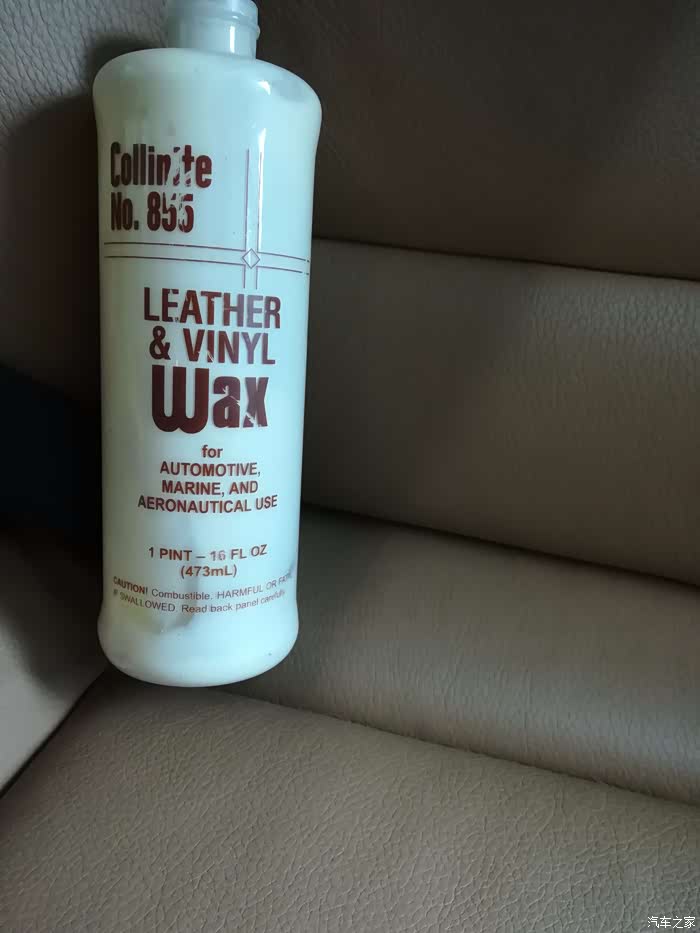 Collinite
No. 855
LEATHER
& VINYL
Wax
for
AUTOMOTIVE,
MARINE, AND
AERONAUTICAL USE
1 PINT – 16 FL OZ
(473mL)
CAUTION! Combustible, HARMFUL OR FATAL
IF SWALLOWED. Read back panel carefully.
汽车之家